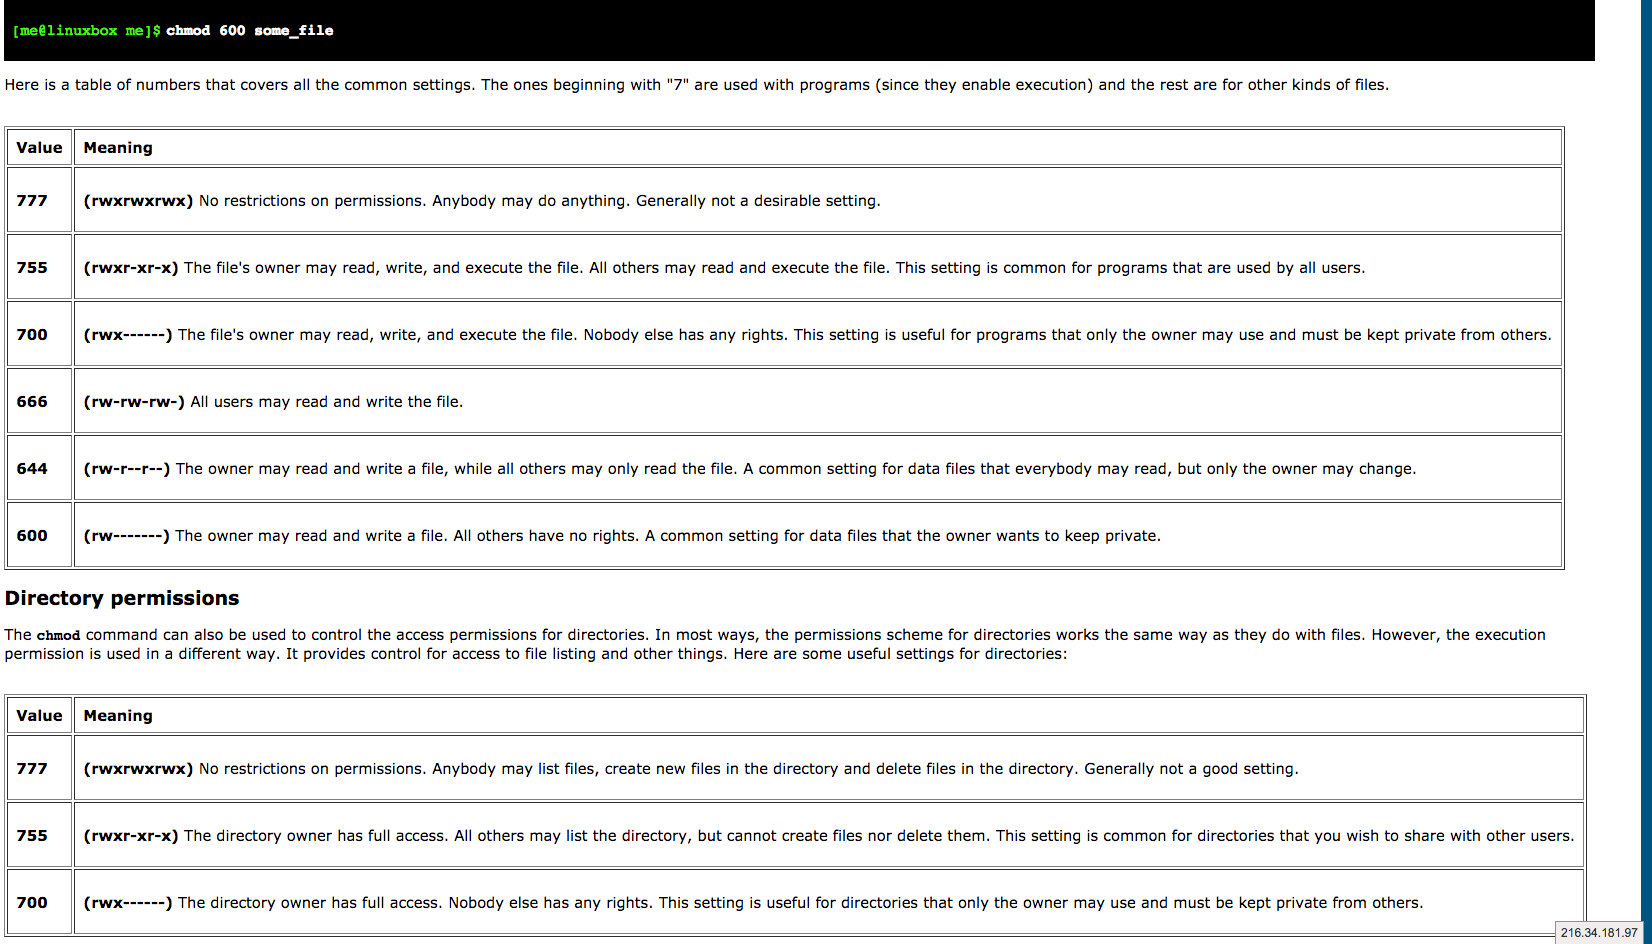 [me@linuxbox me]$ chmod 600 some_file
Here is a table of numbers that covers all the common settings. The ones beginning with "7" are used with programs (since they enable execution) and the rest are for other kinds of files.
Value Meaning
777 (rwxrwxrwx) No restrictions on permissions. Anybody may do anything. Generally not a desirable setting.
755 (rwxr-xr-x) The file's owner may read, write, and execute the file. All others may read and execute the file. This setting is common for programs that are used by all users.
700 (rwx------) The file's owner may read, write, and execute the file. Nobody else has any rights. This setting is useful for programs that only the owner may use and must be kept private from others.
666 (rw-rw-rw-) All users may read and write the file.
644 (rw-r--r--) The owner may read and write a file, while all others may only read the file. A common setting for data files that everybody may read, but only the owner may change.
600 (rw-------) The owner may read and write a file. All others have no rights. A common setting for data files that the owner wants to keep private.
Directory permissions
The chmod command can also be used to control the access permissions for directories. In most ways, the permissions scheme for directories works the same way as they do with files. However, the execution
permission is used in a different way. It provides control for access to file listing and other things. Here are some useful settings for directories:
Value Meaning
777 (rwxrwxrwx) No restrictions on permissions. Anybody may list files, create new files in the directory and delete files in the directory. Generally not a good setting.
755 (rwxr-xr-x) The directory owner has full access. All others may list the directory, but cannot create files nor delete them. This setting is common for directories that you wish to share with other users.
700 (rwx------) The directory owner has full access. Nobody else has any rights. This setting is useful for directories that only the owner may use and must be kept private from others.
216.34.181.97